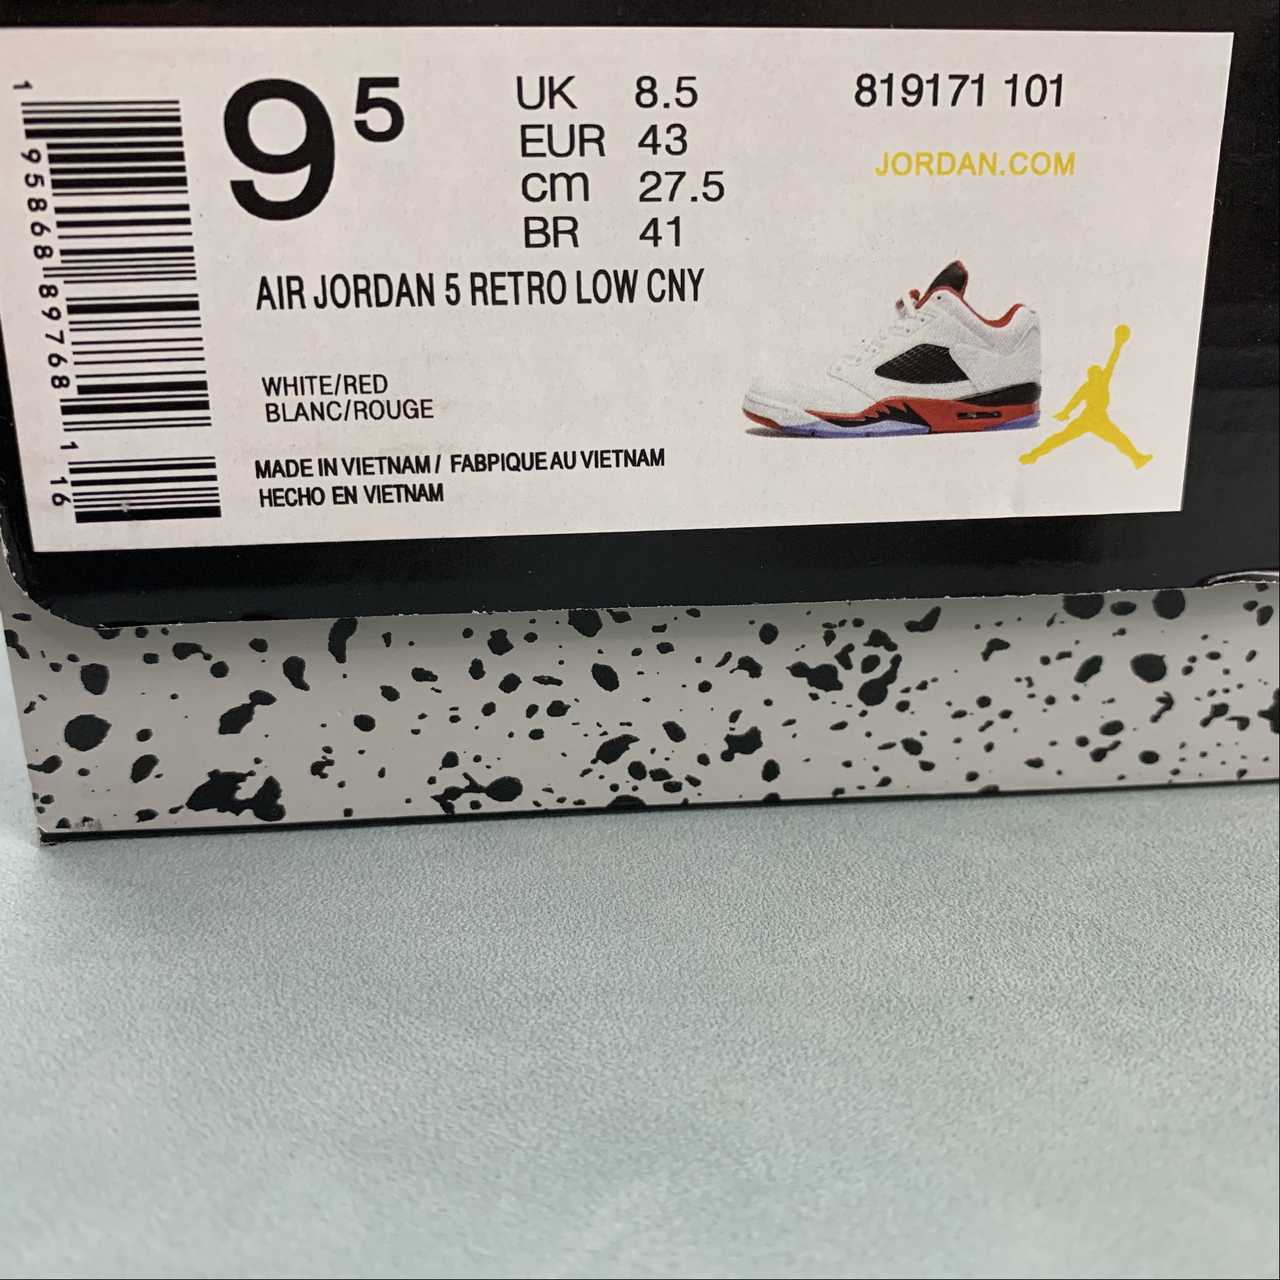 9 5
UK 8.5
EUR 43
cm 27.5
BR 41
819171 101
JORDAN.COM
AIR JORDAN 5 RETRO LOW CNY
WHITE/RED
BLANC/ROUGE
MADE IN VIETNAM / FABPIQUE AU VIETNAM
HECHO EN VIETNAM
1 95868 89768 1 16